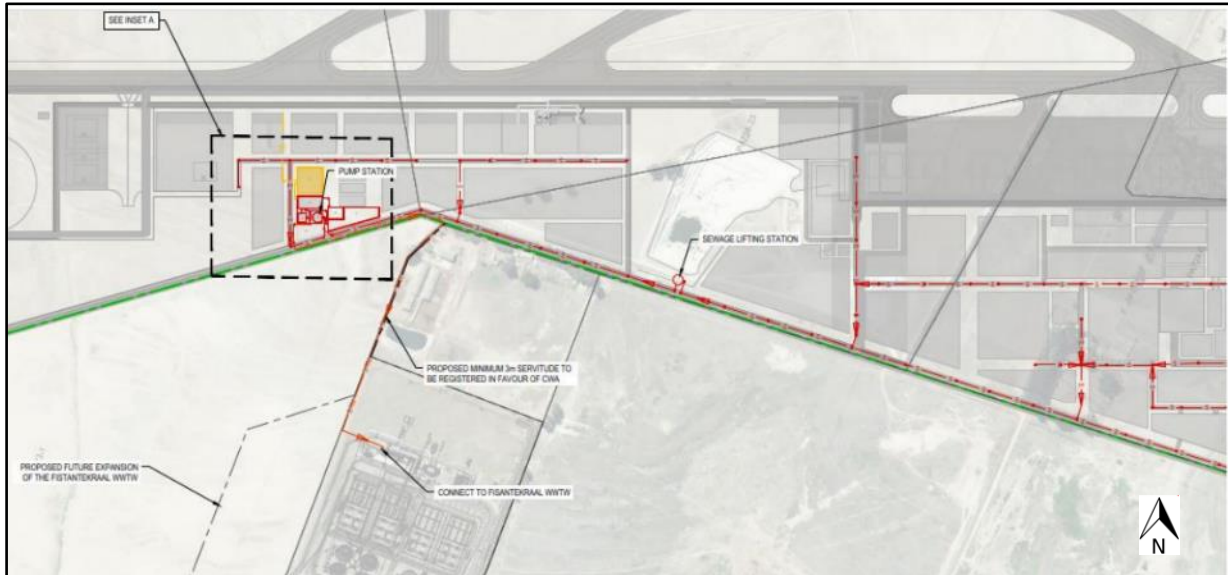 SEE INSET A
PUMP STATION
SEWAGE LIFTING STATION
PROPOSED MINIMUM 3m SERVITUDE TO
BE REGISTERED IN FAVOUR OF CWA
PROPOSED FUTURE EXPANSION
OF THE FISTANTEKRAAL WWTW
CONNECT TO FISANTEKRAAL WWTW
N